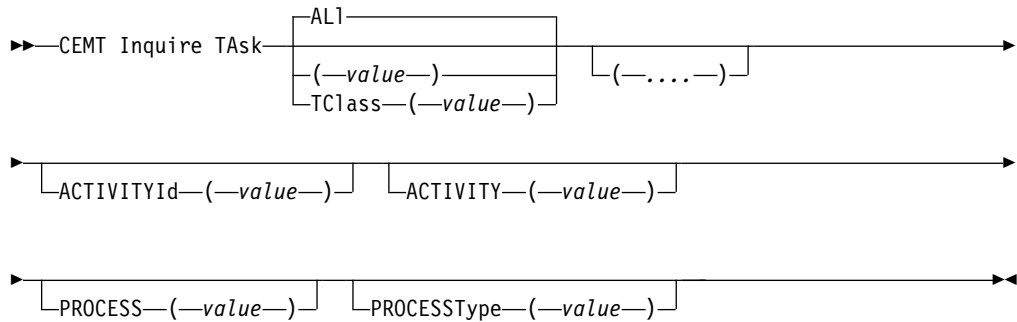 ALl
CEMT Inquire TAsk
(value) (....)
TClass (value)
ACTIVITYId (value) ACTIVITY (value)
PROCESS (value) PROCESSType (value)